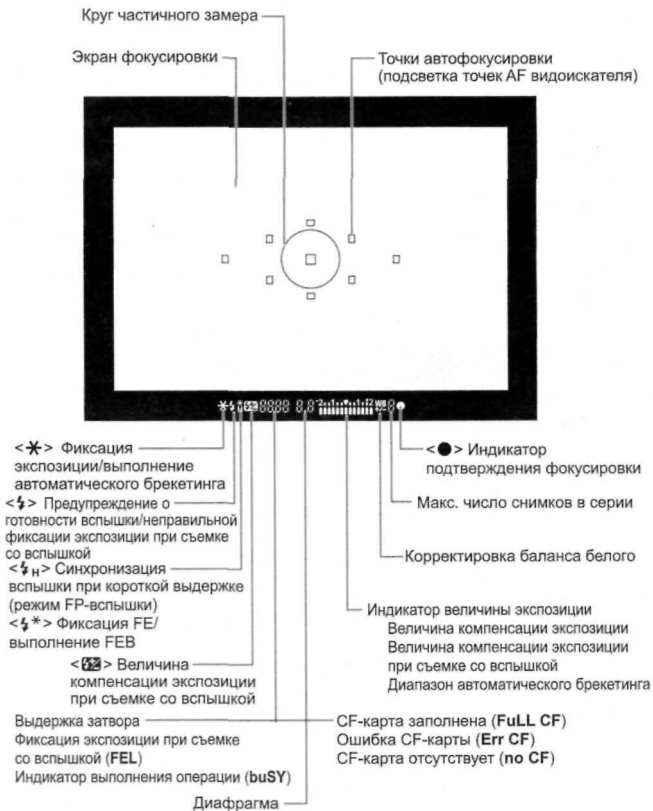 Круг частичного замера
Экран фокусировки
Точки автофокусировки
(подсветка точек AF видоискателя)
<✱> Фиксация
экспозиции/выполнение
автоматического брекетинга
<⚡> Предупреждение о
готовности вспышки/неправильной
фиксации экспозиции при съемке
со вспышкой
<⚡H> Синхронизация
вспышки при короткой выдержке
(режим FP-вспышки)
<⚡*> Фиксация FE/
выполнение FEB
<> Величина
компенсации экспозиции
при съемке со вспышкой
Выдержка затвора
Фиксация экспозиции при съемке
со вспышкой (FEL)
Индикатор выполнения операции (buSY)
Диафрагма
<●> Индикатор
подтверждения фокусировки
Макс. число снимков в серии
Корректировка баланса белого
Индикатор величины экспозиции
Величина компенсации экспозиции
Величина компенсации экспозиции
при съемке со вспышкой
Диапазон автоматического брекетинга
CF-карта заполнена (FuLL CF)
Ошибка CF-карты (Err CF)
CF-карта отсутствует (no CF)